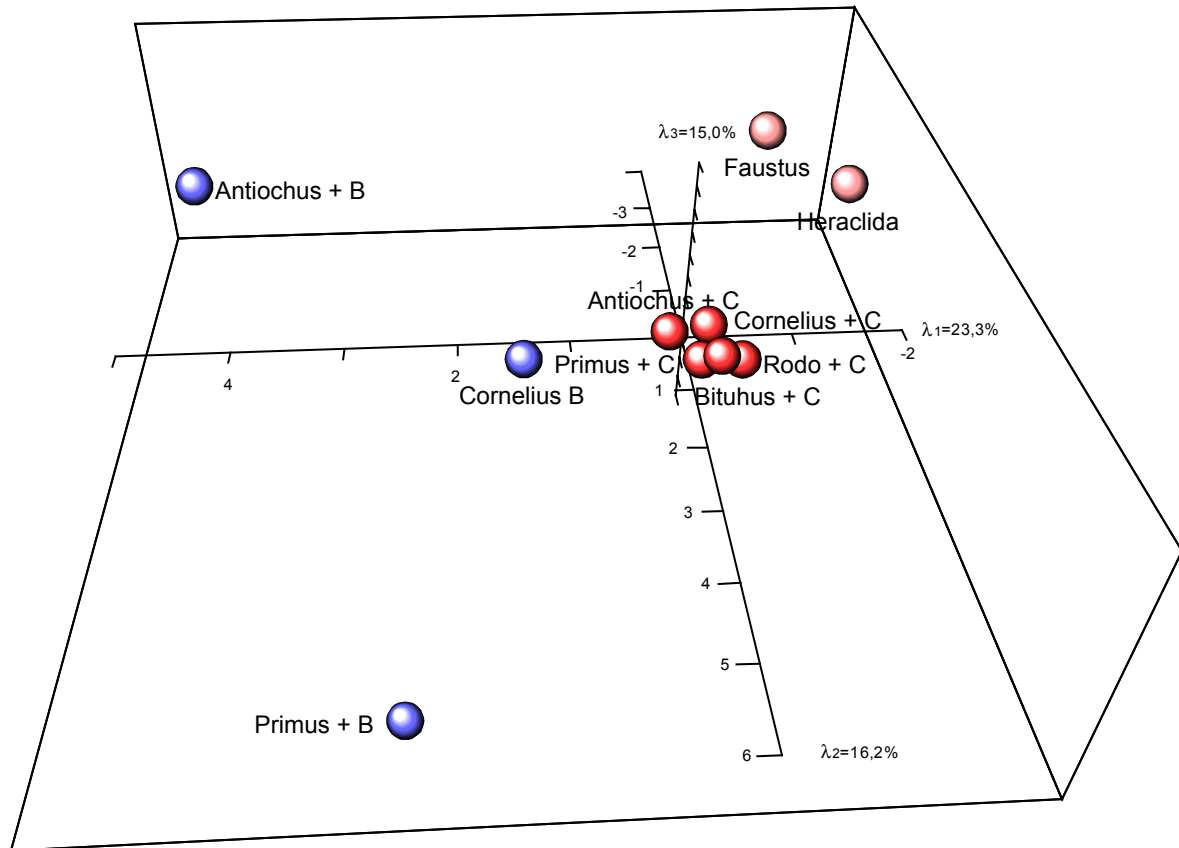 λ3=15,0%
Faustus
Antiochus + B
-3
Heraclida
-2
-1
Antiochus + C
Cornelius + C
λ1=23,3%
-2
Primus + C
Rodo + C
4
2
Cornelius B
1
Bituhus + C
2
3
4
5
Primus + B
6
λ2=16,2%